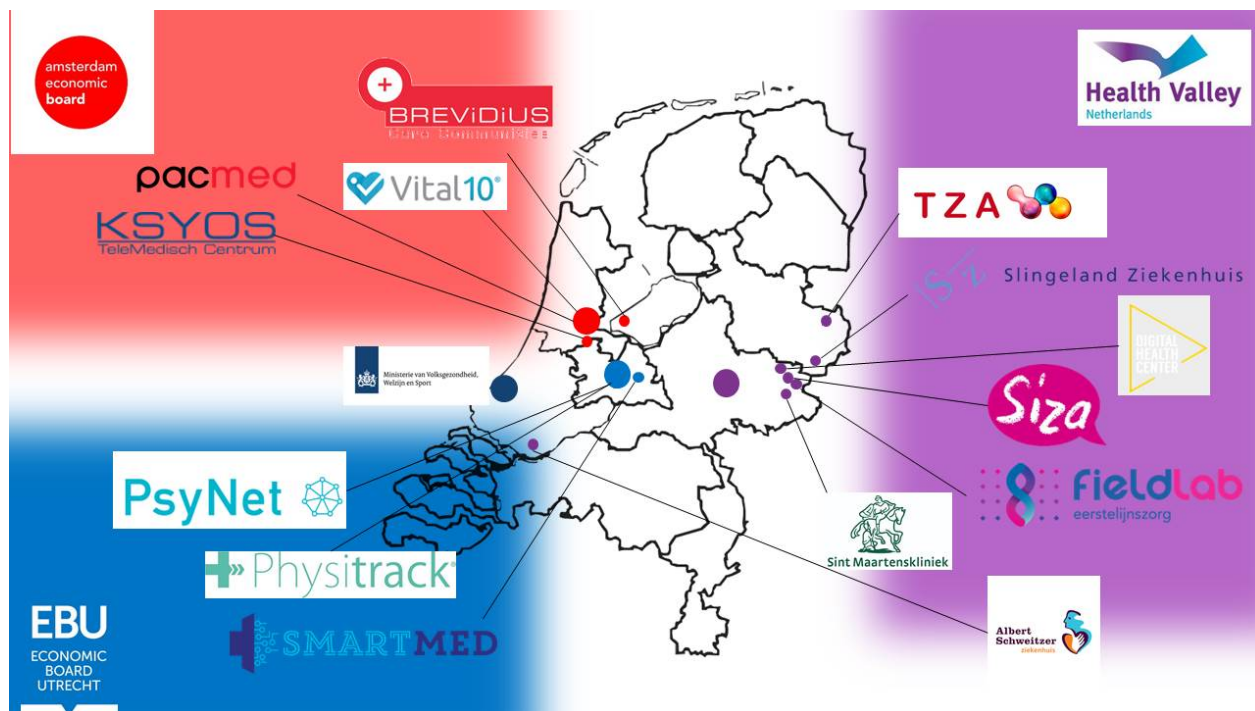 amsterdam
economic
board
BREViDiUS
Care Communities
pacmed
Vital10®
KSYOS
TeleMedisch Centrum
Ministerie van Volksgezondheid,
Welzijn en Sport
PsyNet
Physitrack®
SMARTMED
EBU
ECONOMIC
BOARD
UTRECHT
Health Valley
Netherlands
TZA
Slingeland Ziekenhuis
DIGITAL
HEALTH
CENTER
Siza
fieldlab
eerstelijnszorg
Sint Maartenskliniek
Albert
Schweitzer
ziekenhuis